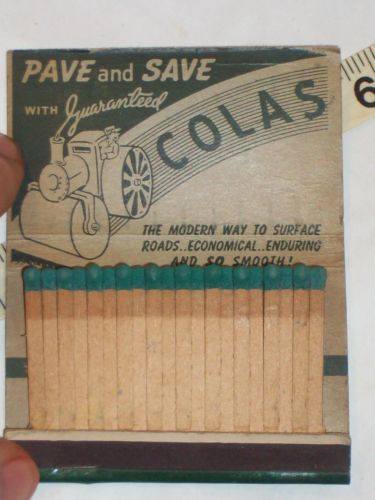 PAVE and SAVE
WITH Guaranteed
COLAS
THE MODERN WAY TO SURFACE
ROADS..ECONOMICAL..ENDURING
AND SO SMOOTH!
6